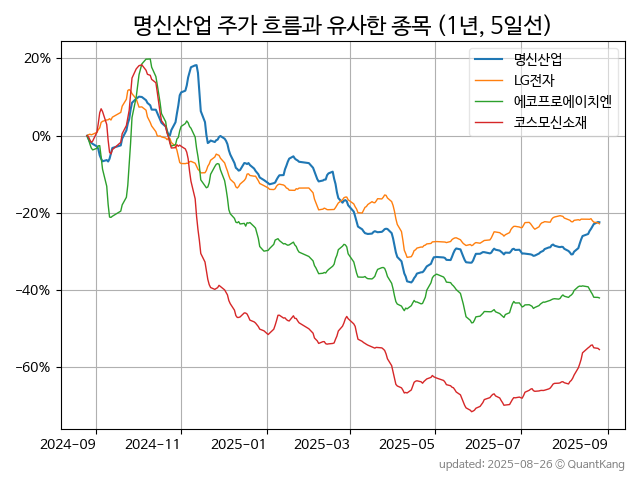 명신산업 주가 흐름과 유사한 종목 (1년, 5일선)
명신산업
LG전자
에코프로에이치엔
코스모신소재
20%
0%
−20%
−40%
−60%
2024-09 2024-11 2025-01 2025-03 2025-05 2025-07 2025-09
updated: 2025-08-26 © QuantKang